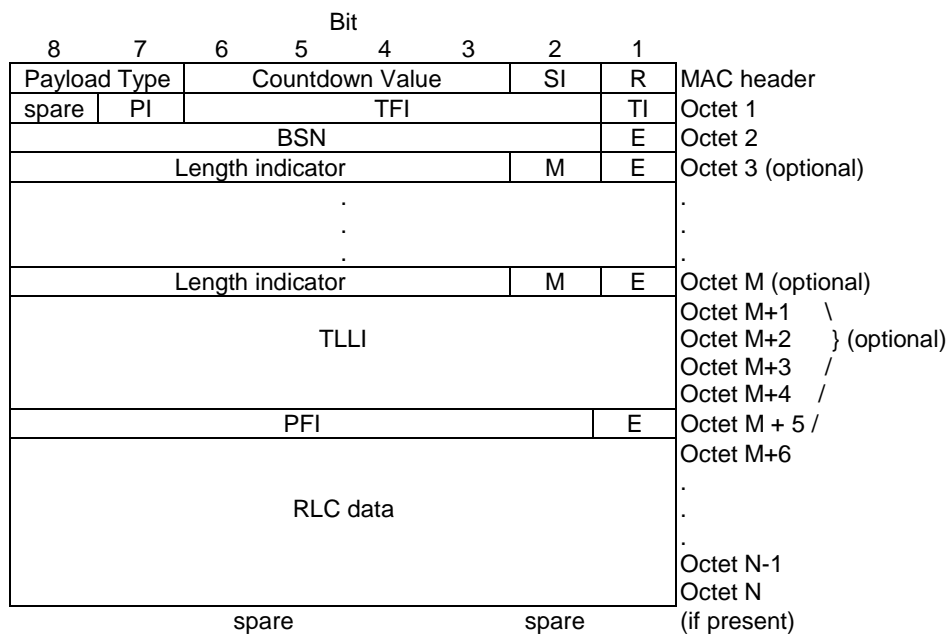 Bit
8 7 6 5 4 3 2 1
Payload Type Countdown Value SI R MAC header
spare PI TFI TI Octet 1
BSN E Octet 2
Length indicator M E Octet 3 (optional)
. .
. .
. .
Length indicator M E Octet M (optional)
Octet M+1 \
TLLI Octet M+2 } (optional)
Octet M+3 /
Octet M+4 /
PFI E Octet M + 5 /
Octet M+6
.
RLC data .
.
Octet N-1
Octet N
spare spare (if present)